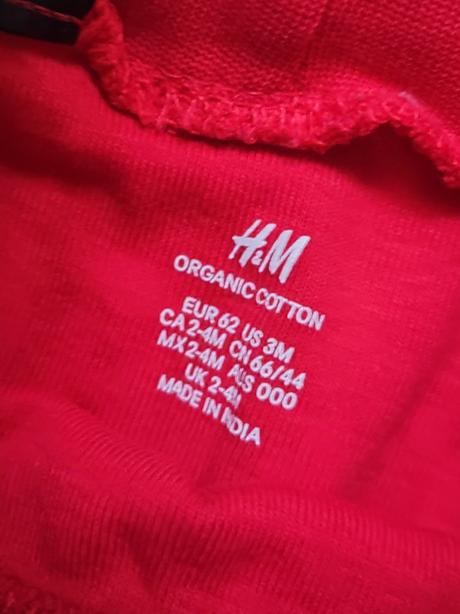 H&M
ORGANIC COTTON
EUR 62 US 3M
CA 2-4M CN 66/44
MX 2-4M AUS 000
UK 2-4M
MADE IN INDIA